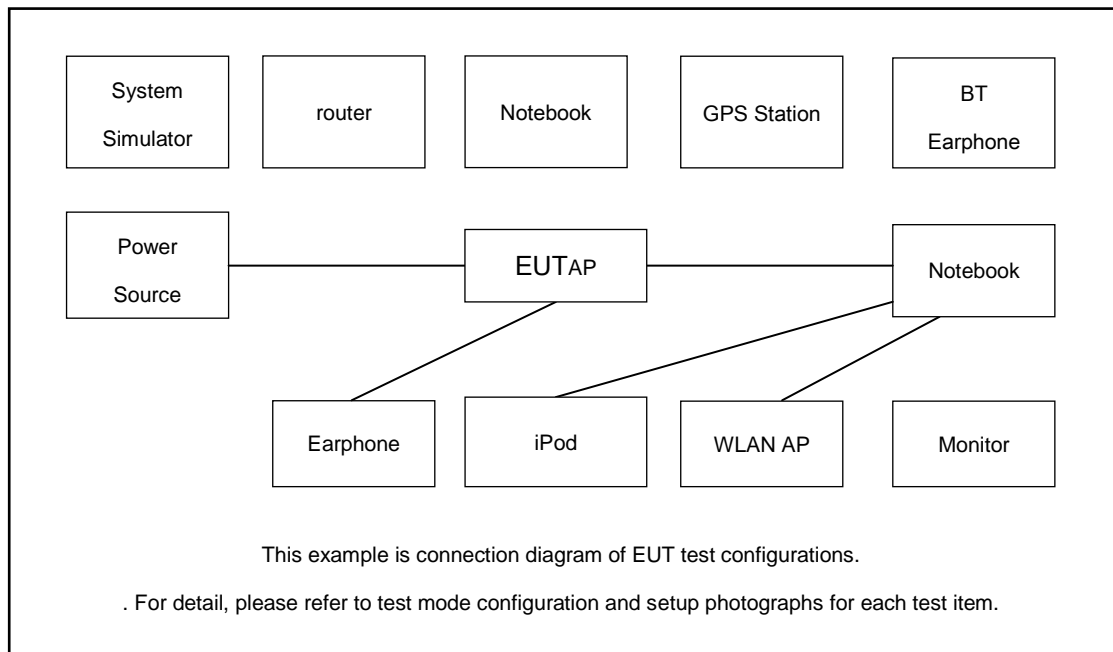 System
Simulator
router
Notebook
GPS Station
BT
Earphone
Power
Source
EUTAP
Notebook
Earphone
iPod
WLAN AP
Monitor
This example is connection diagram of EUT test configurations.
. For detail, please refer to test mode configuration and setup photographs for each test item.